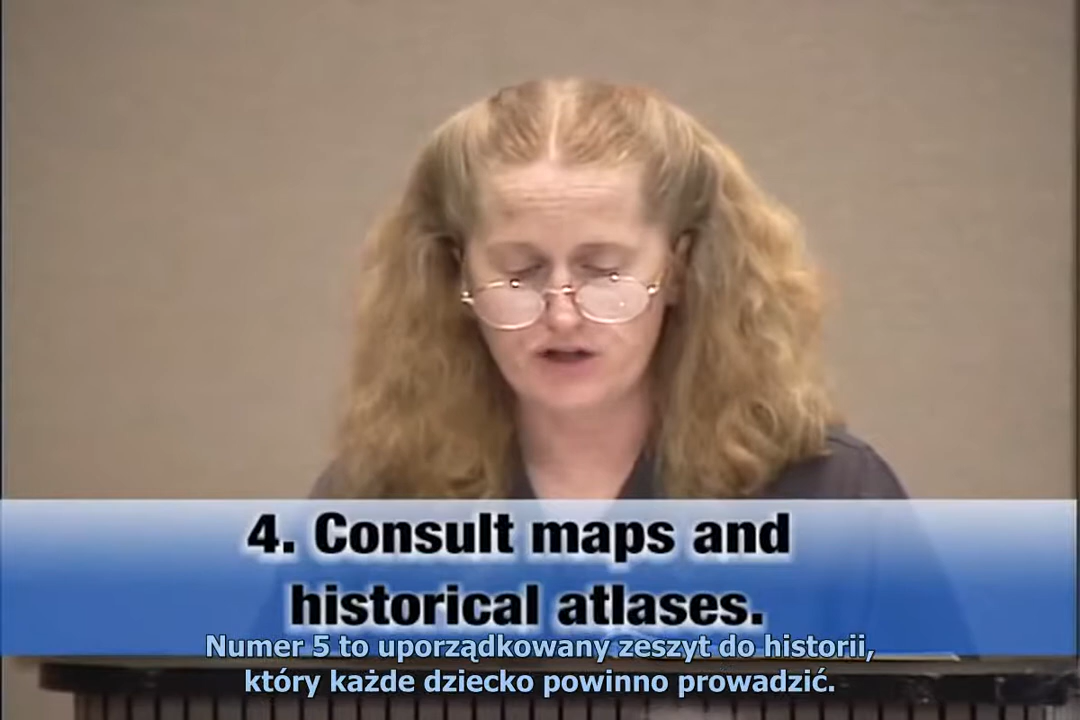 4. Consult maps and
historical atlases.
Numer 5 to uporządkowany zeszyt do historii,
który każde dziecko powinno prowadzić.